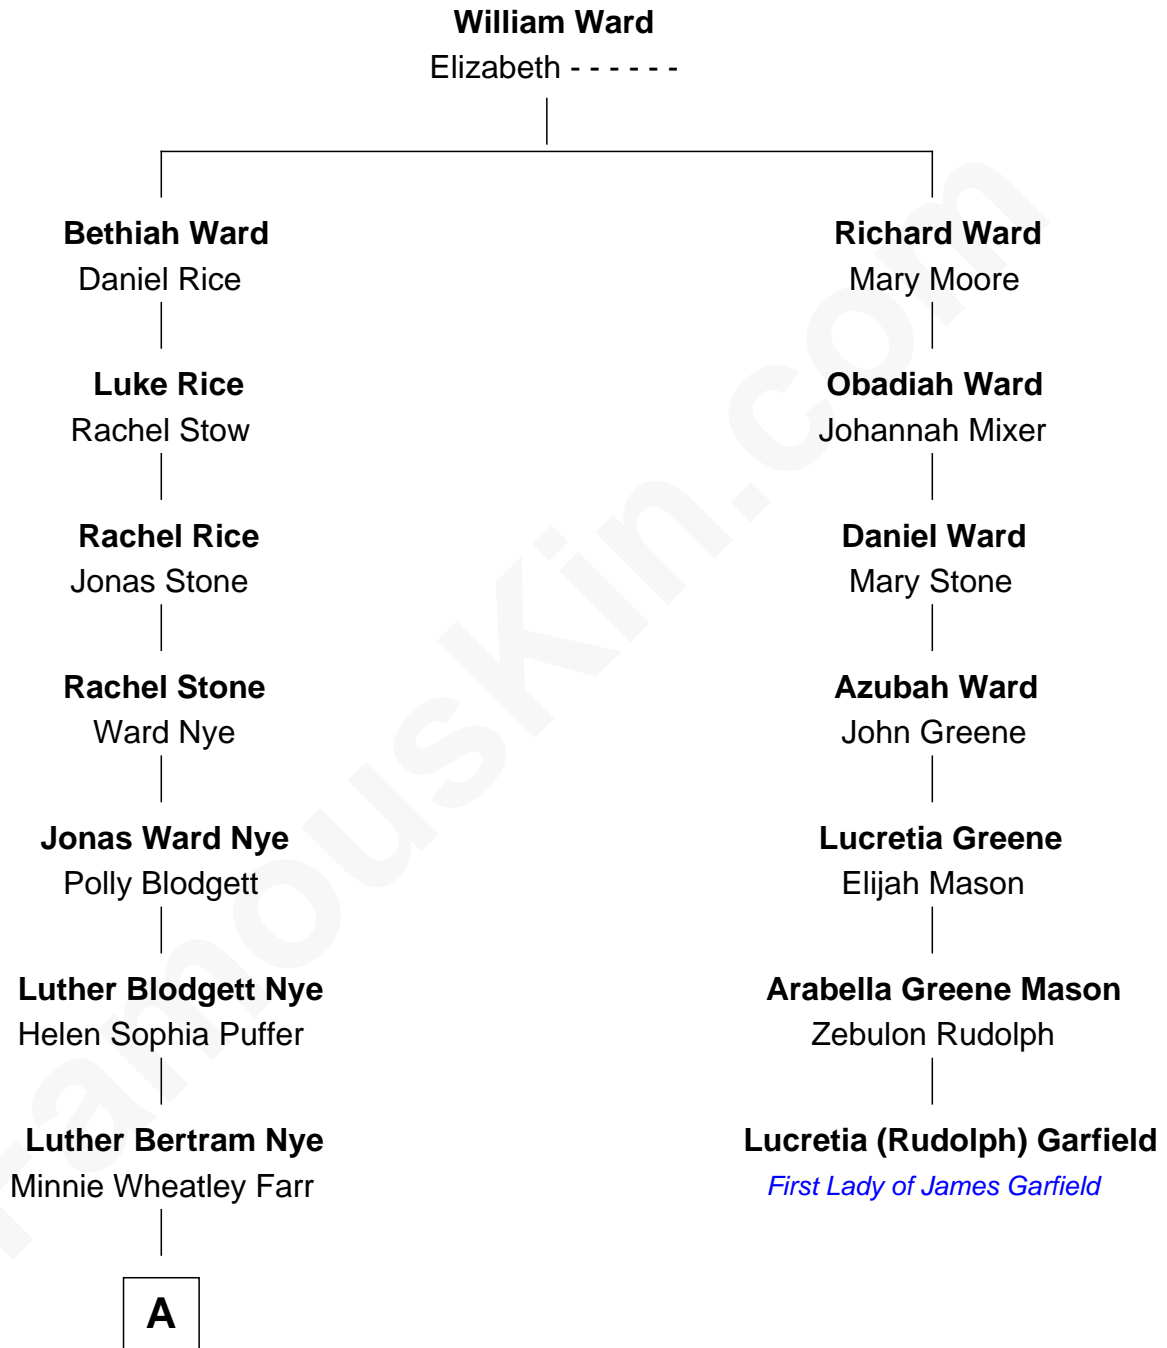 William Ward
Elizabeth - - - - - -
Bethiah Ward
Daniel Rice
Richard Ward
Mary Moore
Luke Rice
Rachel Stow
Obadiah Ward
Johannah Mixer
Rachel Rice
Jonas Stone
Daniel Ward
Mary Stone
Rachel Stone
Ward Nye
Azubah Ward
John Greene
Jonas Ward Nye
Polly Blodgett
Lucretia Greene
Elijah Mason
Luther Blodgett Nye
Helen Sophia Puffer
Arabella Greene Mason
Zebulon Rudolph
Luther Bertram Nye
Minnie Wheatley Farr
Lucretia (Rudolph) Garfield
First Lady of James Garfield
A
FamousKin.com